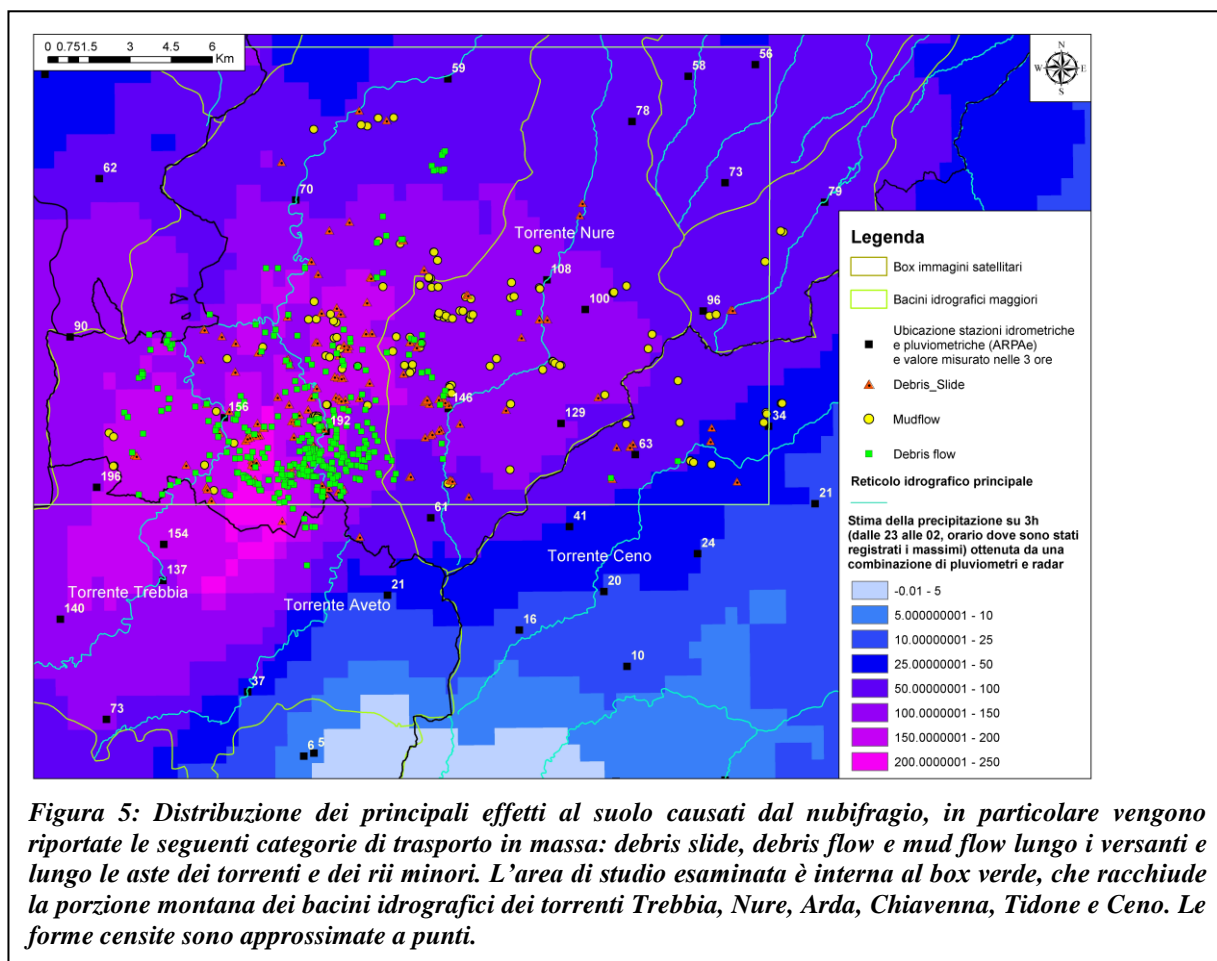 0 0.751.5 3 4.5 6
Km
N
W E
S
59
58
56
78
62
73
70
79
Torrente Nure
108
100
96
90
156
192
146
129
34
63
196
61
41
21
154
24
Torrente Ceno
137
Torrente Trebbia
21
20
140
Torrente Aveto
16
10
37
73
6 5
Legenda
Box immagini satellitari
Bacini idrografici maggiori
Ubicazione stazioni idrometriche
e pluviometriche (ARPAe)
e valore misurato nelle 3 ore
Debris_Slide
Mudflow
Debris flow
Reticolo idrografico principale
Stima della precipitazione su 3h
(dalle 23 alle 02, orario dove sono stati
registrati i massimi) ottenuta da una
combinazione di pluviometri e radar
-0.01 - 5
5.000000001 - 10
10.00000001 - 25
25.00000001 - 50
50.00000001 - 100
100.0000001 - 150
150.0000001 - 200
200.0000001 - 250
Figura 5: Distribuzione dei principali effetti al suolo causati dal nubifragio, in particolare vengono
riportate le seguenti categorie di trasporto in massa: debris slide, debris flow e mud flow lungo i versanti e
lungo le aste dei torrenti e dei rii minori. L'area di studio esaminata è interna al box verde, che racchiude
la porzione montana dei bacini idrografici dei torrenti Trebbia, Nure, Arda, Chiavenna, Tidone e Ceno. Le
forme censite sono approssimate a punti.